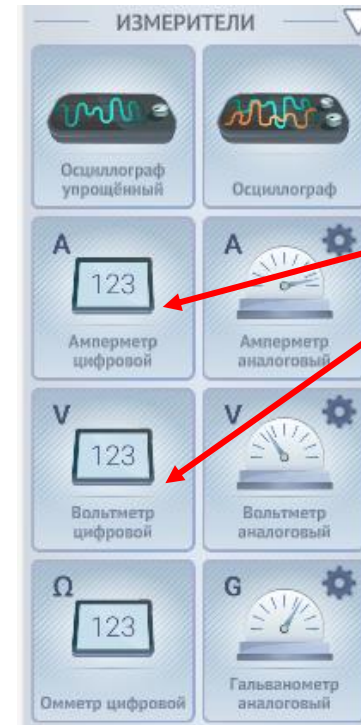 ИЗМЕРИТЕЛИ
Осциллограф
упрощённый
Осциллограф
A
123
Амперметр
цифровой
A
Амперметр
аналоговый
V
123
Вольтметр
цифровой
V
Вольтметр
аналоговый
Ω
123
Омметр цифровой
G
Гальванометр
аналоговый